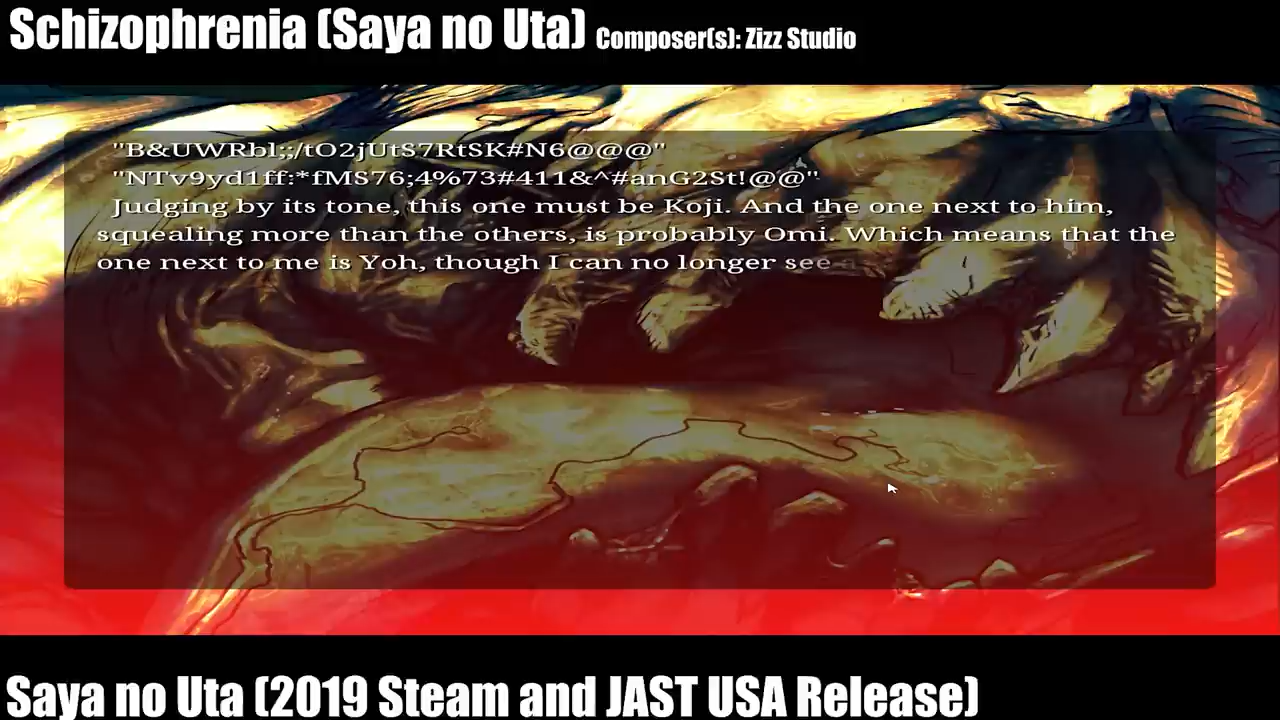 Schizophrenia (Saya no Uta) Composer(s): Zizz Studio
"B&UWRbl;;/tO2jUtS7RtSK#N6@@@"
"NTv9yd1ff:*fMS76;4%73#411&^#anG2St!@@"
Judging by its tone, this one must be Koji. And the one next to him,
squealing more than the others, is probably Omi. Which means that the
one next to me is Yoh, though I can no longer see
Saya no Uta (2019 Steam and JAST USA Release)